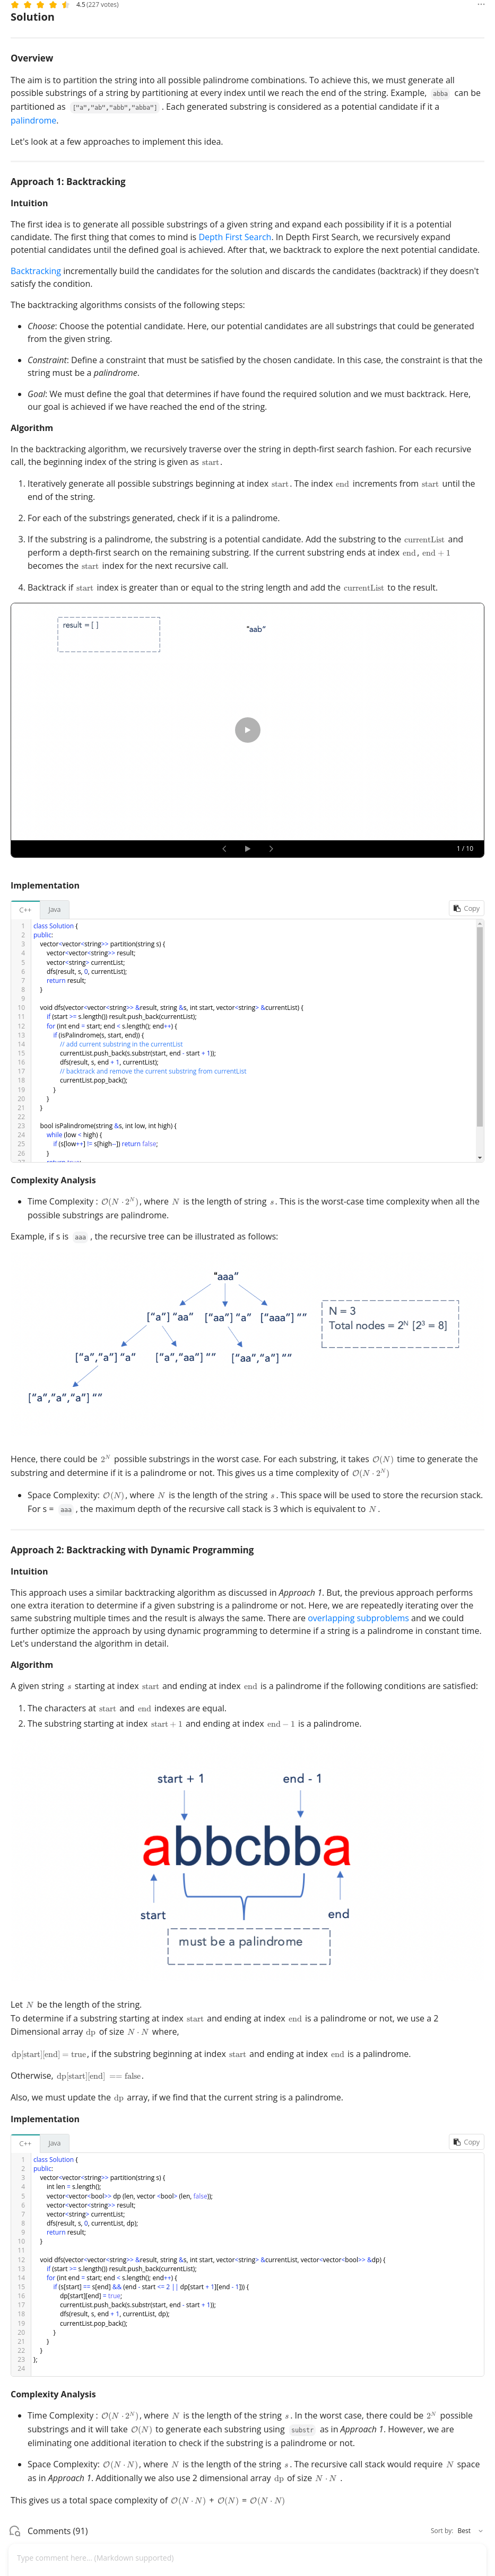 4.5 (227 votes)
Solution
Overview
The aim is to partition the string into all possible palindrome combinations. To achieve this, we must generate all
possible substrings of a string by partitioning at every index until we reach the end of the string. Example, abba can be
partitioned as ["a","ab","abb","abba"] . Each generated substring is considered as a potential candidate if it a
palindrome.
Let's look at a few approaches to implement this idea.
Approach 1: Backtracking
Intuition
The first idea is to generate all possible substrings of a given string and expand each possibility if it is a potential
candidate. The first thing that comes to mind is Depth First Search. In Depth First Search, we recursively expand
potential candidates until the defined goal is achieved. After that, we backtrack to explore the next potential candidate.
Backtracking incrementally build the candidates for the solution and discards the candidates (backtrack) if they doesn't
satisfy the condition.
The backtracking algorithms consists of the following steps:
• Choose: Choose the potential candidate. Here, our potential candidates are all substrings that could be generated
from the given string.
• Constraint: Define a constraint that must be satisfied by the chosen candidate. In this case, the constraint is that the
string must be a palindrome.
• Goal: We must define the goal that determines if have found the required solution and we must backtrack. Here,
our goal is achieved if we have reached the end of the string.
Algorithm
In the backtracking algorithm, we recursively traverse over the string in depth-first search fashion. For each recursive
call, the beginning index of the string is given as start.
1. Iteratively generate all possible substrings beginning at index start. The index end increments from start until the
end of the string.
2. For each of the substrings generated, check if it is a palindrome.
3. If the substring is a palindrome, the substring is a potential candidate. Add the substring to the currentList and
perform a depth-first search on the remaining substring. If the current substring ends at index end, end + 1
becomes the start index for the next recursive call.
4. Backtrack if start index is greater than or equal to the string length and add the currentList to the result.
result = [ ]
"aab"
1 / 10
Implementation
C++ Java Copy
1 class Solution {
2 public:
3 vector<vector<string>> partition(string s) {
4 vector<vector<string>> result;
5 vector<string> currentList;
6 dfs(result, s, 0, currentList);
7 return result;
8 }
9
10 void dfs(vector<vector<string>> &result, string &s, int start, vector<string> &currentList) {
11 if (start >= s.length()) result.push_back(currentList);
12 for (int end = start; end < s.length(); end++) {
13 if (isPalindrome(s, start, end)) {
14 // add current substring in the currentList
15 currentList.push_back(s.substr(start, end - start + 1));
16 dfs(result, s, end + 1, currentList);
17 // backtrack and remove the current substring from currentList
18 currentList.pop_back();
19 }
20 }
21 }
22
23 bool isPalindrome(string &s, int low, int high) {
24 while (low < high) {
25 if (s[low++] != s[high--]) return false;
26 }
27 return true;
Complexity Analysis
• Time Complexity : O(N · 2^N), where N is the length of string s. This is the worst-case time complexity when all the
possible substrings are palindrome.
Example, if s is aaa , the recursive tree can be illustrated as follows:
"aaa"
["a"] "aa" ["aa"] "a" ["aaa"] ""
N = 3
Total nodes = 2^N [2^3 = 8]
["a","a"] "a" ["a","aa"] "" ["aa","a"] ""
["a","a","a"] ""
Hence, there could be 2^N possible substrings in the worst case. For each substring, it takes O(N) time to generate the
substring and determine if it is a palindrome or not. This gives us a time complexity of O(N · 2^N)
• Space Complexity: O(N), where N is the length of the string s. This space will be used to store the recursion stack.
For s = aaa , the maximum depth of the recursive call stack is 3 which is equivalent to N.
Approach 2: Backtracking with Dynamic Programming
Intuition
This approach uses a similar backtracking algorithm as discussed in Approach 1. But, the previous approach performs
one extra iteration to determine if a given substring is a palindrome or not. Here, we are repeatedly iterating over the
same substring multiple times and the result is always the same. There are overlapping subproblems and we could
further optimize the approach by using dynamic programming to determine if a string is a palindrome in constant time.
Let's understand the algorithm in detail.
Algorithm
A given string s starting at index start and ending at index end is a palindrome if the following conditions are satisfied:
1. The characters at start and end indexes are equal.
2. The substring starting at index start + 1 and ending at index end − 1 is a palindrome.
start + 1 end - 1
abbcbba
start end
must be a palindrome
Let N be the length of the string.
To determine if a substring starting at index start and ending at index end is a palindrome or not, we use a 2
Dimensional array dp of size N · N where,
dp[start][end] = true, if the substring beginning at index start and ending at index end is a palindrome.
Otherwise, dp[start][end] == false.
Also, we must update the dp array, if we find that the current string is a palindrome.
Implementation
C++ Java Copy
1 class Solution {
2 public:
3 vector<vector<string>> partition(string s) {
4 int len = s.length();
5 vector<vector<bool>> dp (len, vector <bool> (len, false));
6 vector<vector<string>> result;
7 vector<string> currentList;
8 dfs(result, s, 0, currentList, dp);
9 return result;
10 }
11
12 void dfs(vector<vector<string>> &result, string &s, int start, vector<string> &currentList, vector<vector<bool>> &dp) {
13 if (start >= s.length()) result.push_back(currentList);
14 for (int end = start; end < s.length(); end++) {
15 if (s[start] == s[end] && (end - start <= 2 || dp[start + 1][end - 1])) {
16 dp[start][end] = true;
17 currentList.push_back(s.substr(start, end - start + 1));
18 dfs(result, s, end + 1, currentList, dp);
19 currentList.pop_back();
20 }
21 }
22 }
23 };
24
Complexity Analysis
• Time Complexity : O(N · 2^N), where N is the length of the string s. In the worst case, there could be 2^N possible
substrings and it will take O(N) to generate each substring using substr as in Approach 1. However, we are
eliminating one additional iteration to check if the substring is a palindrome or not.
• Space Complexity: O(N · N), where N is the length of the string s. The recursive call stack would require N space
as in Approach 1. Additionally we also use 2 dimensional array dp of size N · N .
This gives us a total space complexity of O(N · N) + O(N) = O(N · N)
Comments (91) Sort by: Best
Type comment here... (Markdown supported)